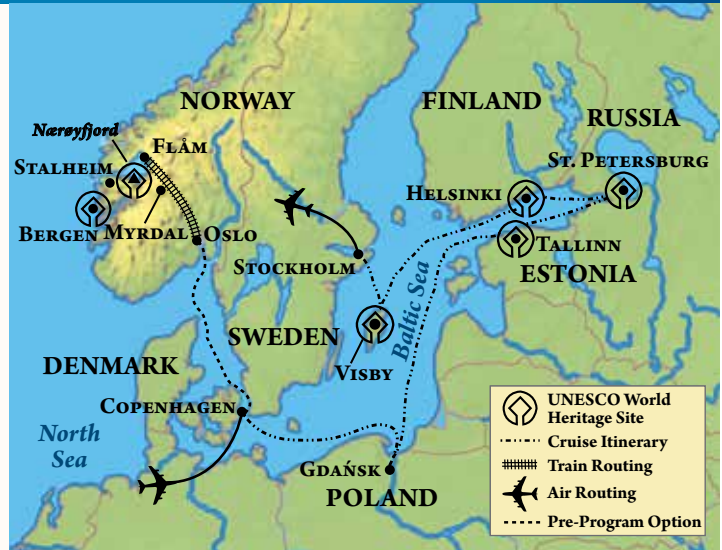 NORWAY
FINLAND
RUSSIA
Nærøyfjord
FLÅM
STALHEIM
ST. PETERSBURG
HELSINKI
BERGEN
MYRDAL
OSLO
TALLINN
STOCKHOLM
ESTONIA
Baltic Sea
SWEDEN
DENMARK
VISBY
COPENHAGEN
North
Sea
GDAŃSK
POLAND
UNESCO World
Heritage Site
Cruise Itinerary
Train Routing
Air Routing
Pre-Program Option